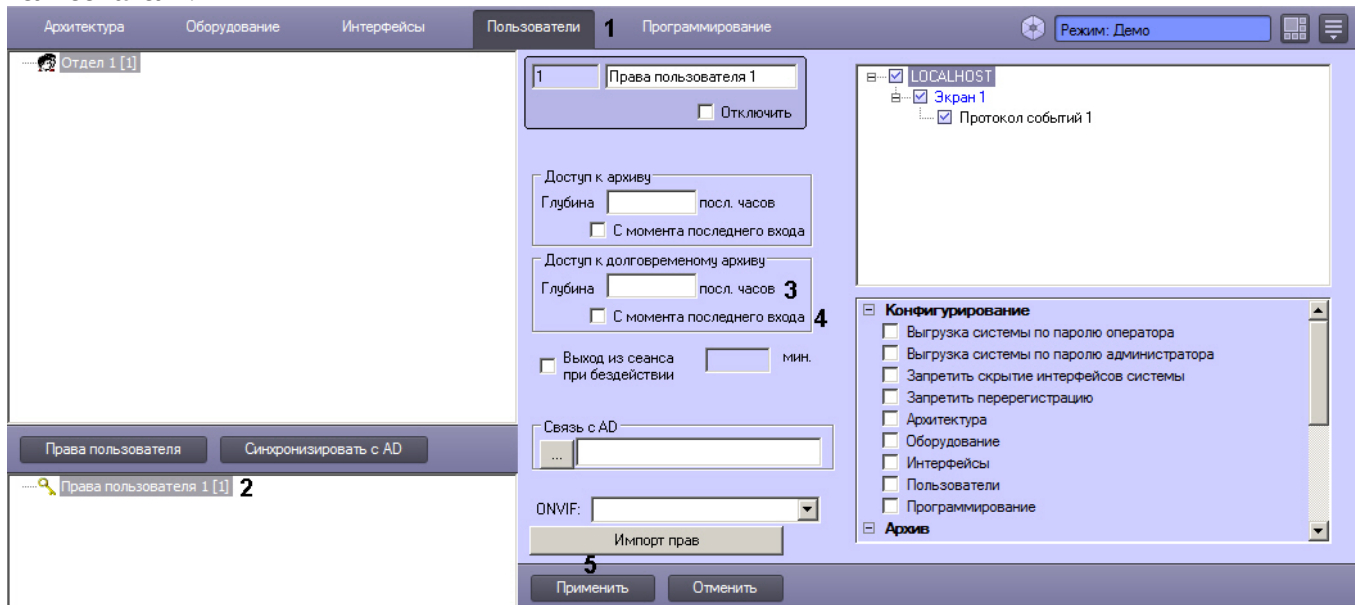 Архитектура Оборудование Интерфейсы Пользователи 1 Программирование Режим: Демо
Отдел 1 [1]
1 Права пользователя 1
Отключить
LOCALHOST
Экран 1
Протокол событий 1
Доступ к архиву
Глубина посл. часов
С момента последнего входа
Доступ к долговременому архиву
Глубина посл. часов 3
С момента последнего входа 4
Выход из сеанса мин.
при бездействии
Связь с AD
...
ONVIF:
Импорт прав
5
Применить Отменить
Конфигурирование
Выгрузка системы по паролю оператора
Выгрузка системы по паролю администратора
Запретить скрытие интерфейсов системы
Запретить перерегистрацию
Архитектура
Оборудование
Интерфейсы
Пользователи
Программирование
Архив
Права пользователя Синхронизировать с AD
Права пользователя 1 [1] 2